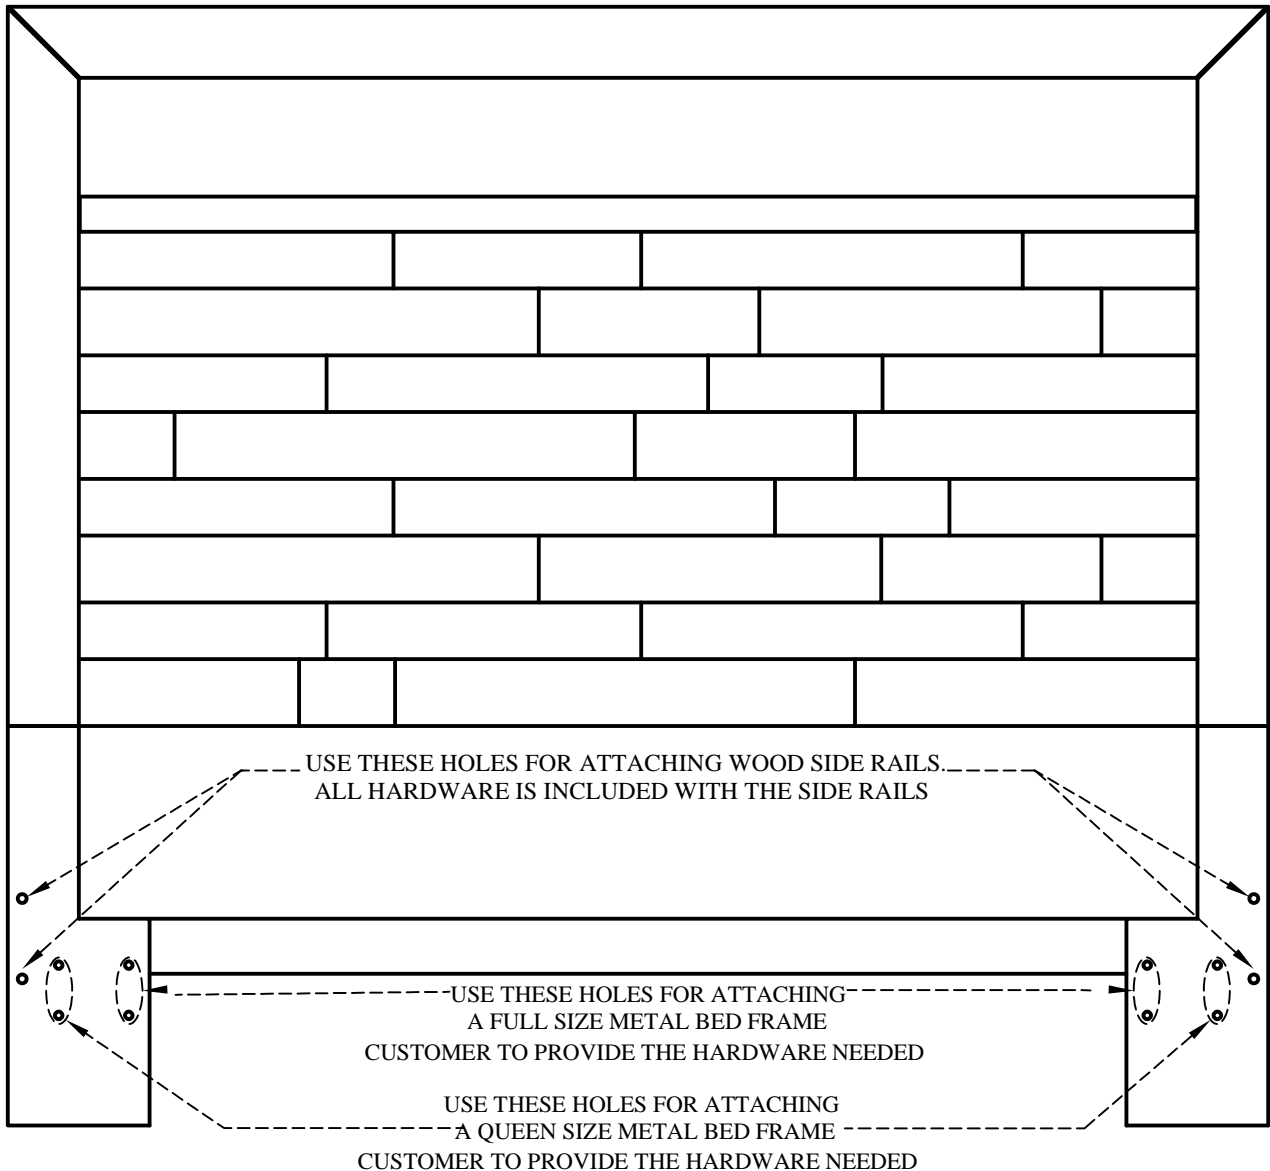 USE THESE HOLES FOR ATTACHING WOOD SIDE RAILS.
ALL HARDWARE IS INCLUDED WITH THE SIDE RAILS
USE THESE HOLES FOR ATTACHING
A FULL SIZE METAL BED FRAME
CUSTOMER TO PROVIDE THE HARDWARE NEEDED
USE THESE HOLES FOR ATTACHING
A QUEEN SIZE METAL BED FRAME
CUSTOMER TO PROVIDE THE HARDWARE NEEDED